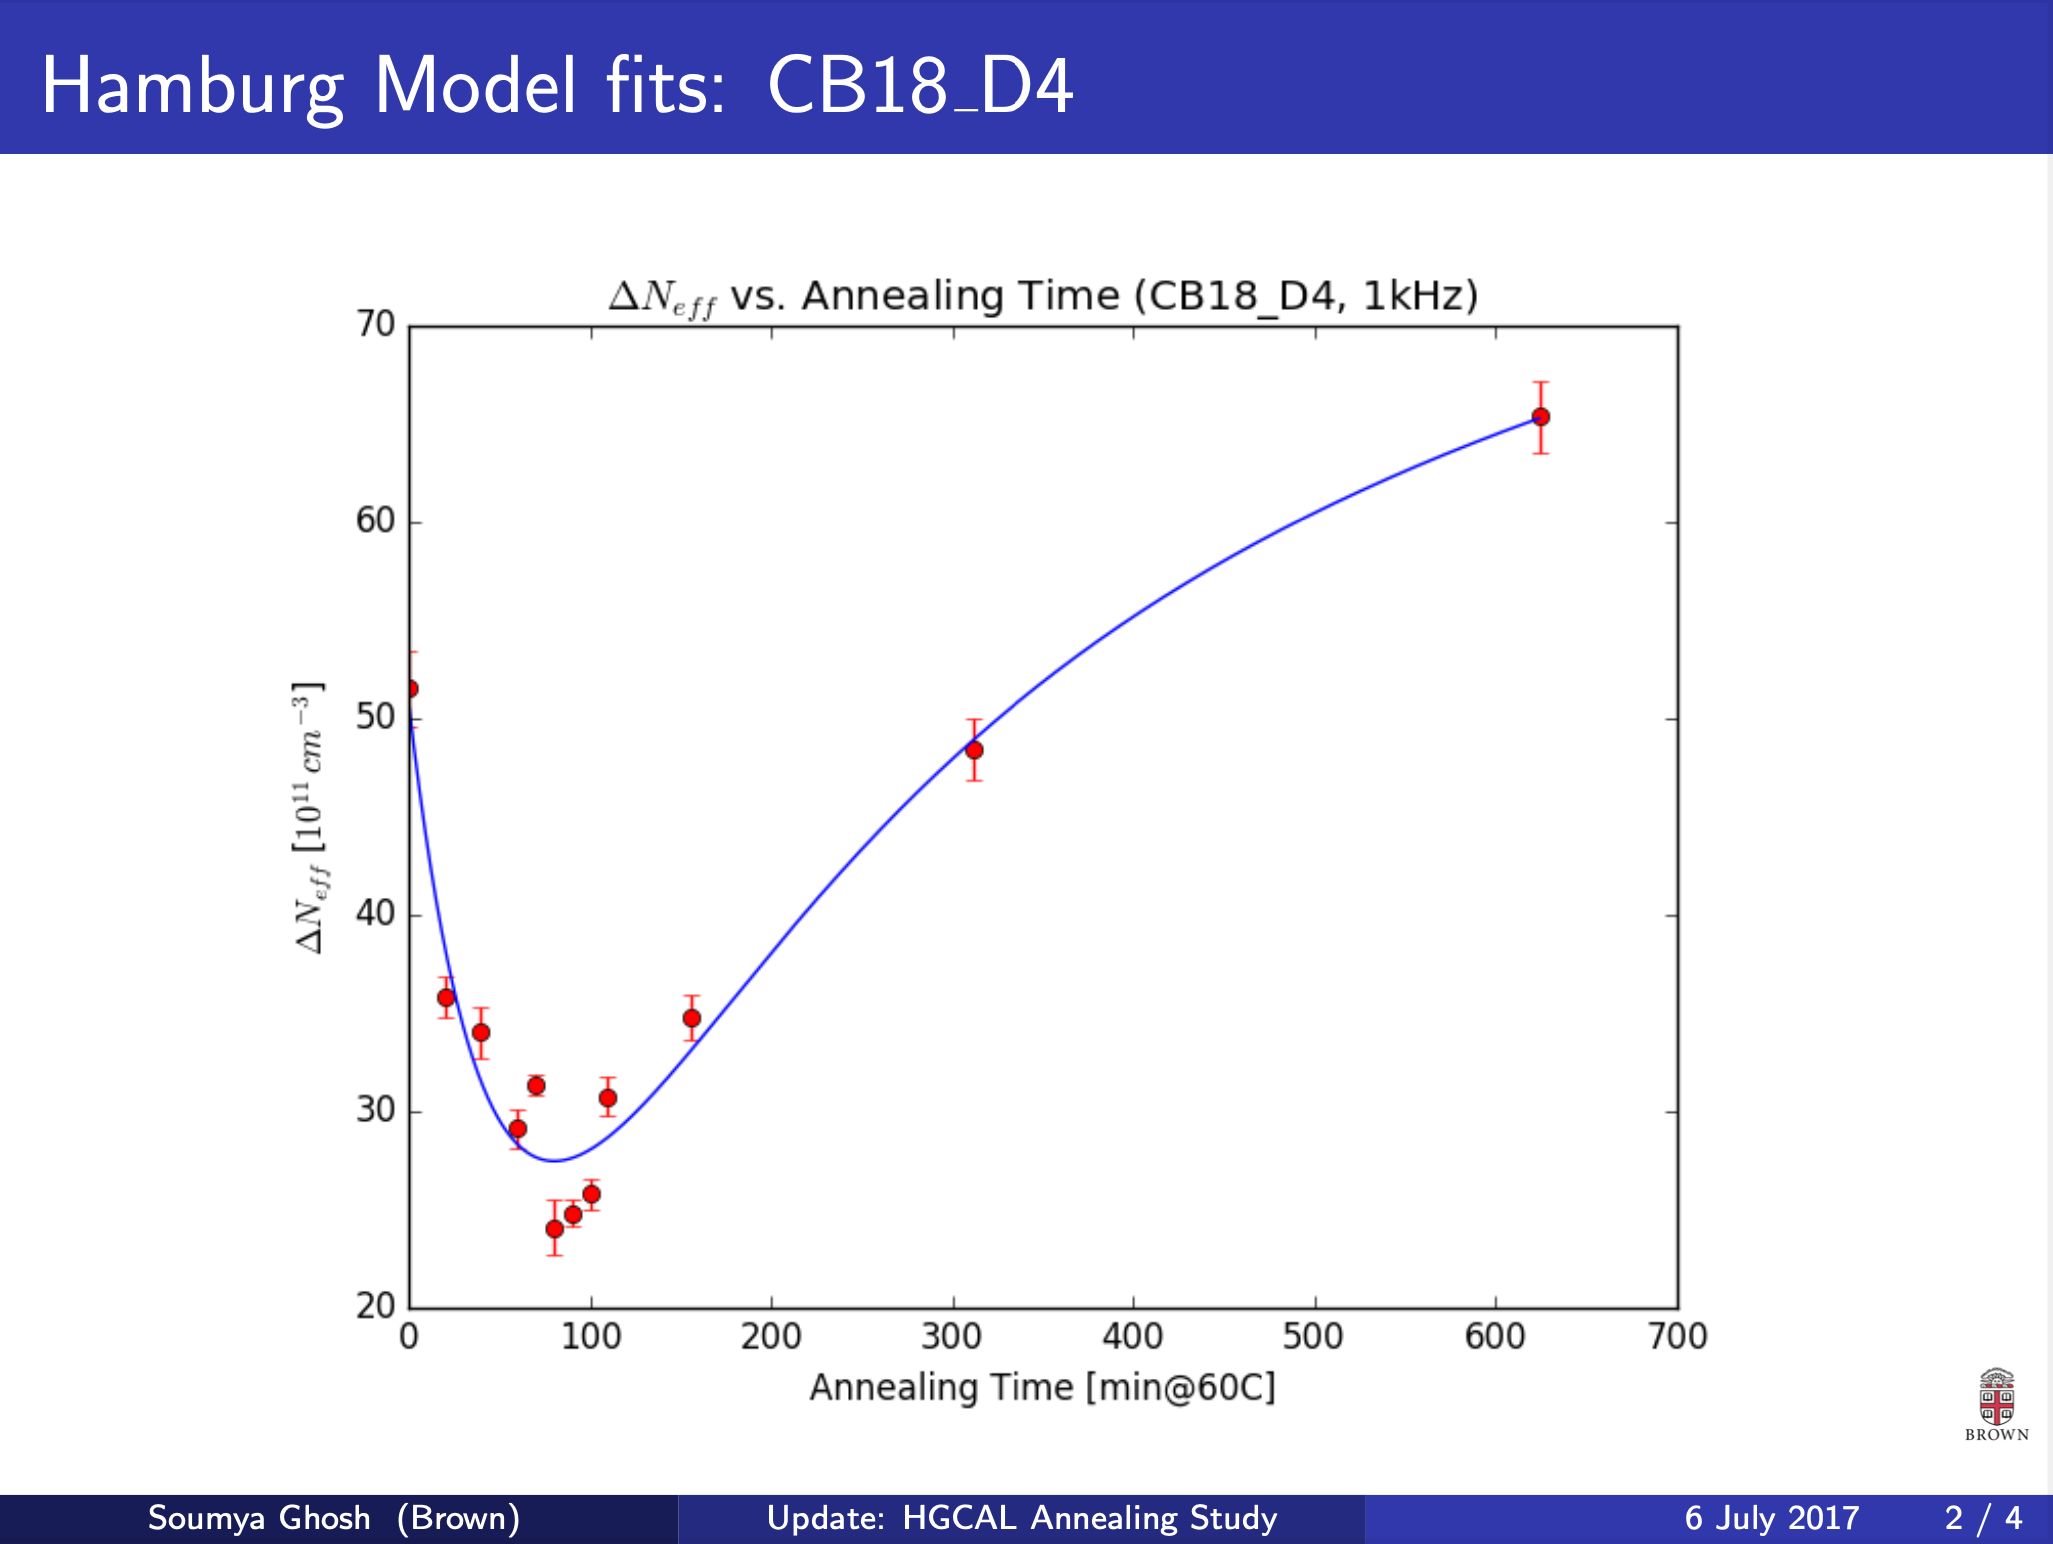 Hamburg Model fits: CB18_D4
ΔN_eff vs. Annealing Time (CB18_D4, 1kHz)
70
60
50
40
30
20
ΔN_eff [10^11 cm^−3]
0 100 200 300 400 500 600 700
Annealing Time [min@60C]
BROWN
Soumya Ghosh (Brown) Update: HGCAL Annealing Study 6 July 2017 2 / 4